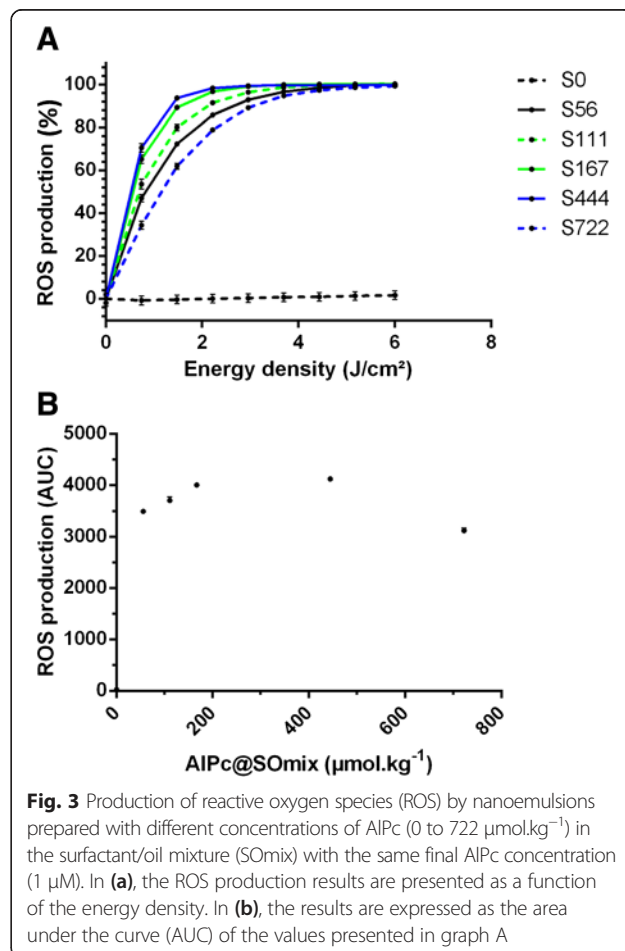 A
ROS production (%)
100
80
60
40
20
0
0 2 4 6 8
Energy density (J/cm²)
S0
S56
S111
S167
S444
S722
B
ROS production (AUC)
5000
4000
3000
2000
1000
0
0 200 400 600 800
AlPc@SOmix (µmol.kg⁻¹)
Fig. 3 Production of reactive oxygen species (ROS) by nanoemulsions
prepared with different concentrations of AlPc (0 to 722 μmol.kg⁻¹) in
the surfactant/oil mixture (SOmix) with the same final AlPc concentration
(1 μM). In (a), the ROS production results are presented as a function
of the energy density. In (b), the results are expressed as the area
under the curve (AUC) of the values presented in graph A